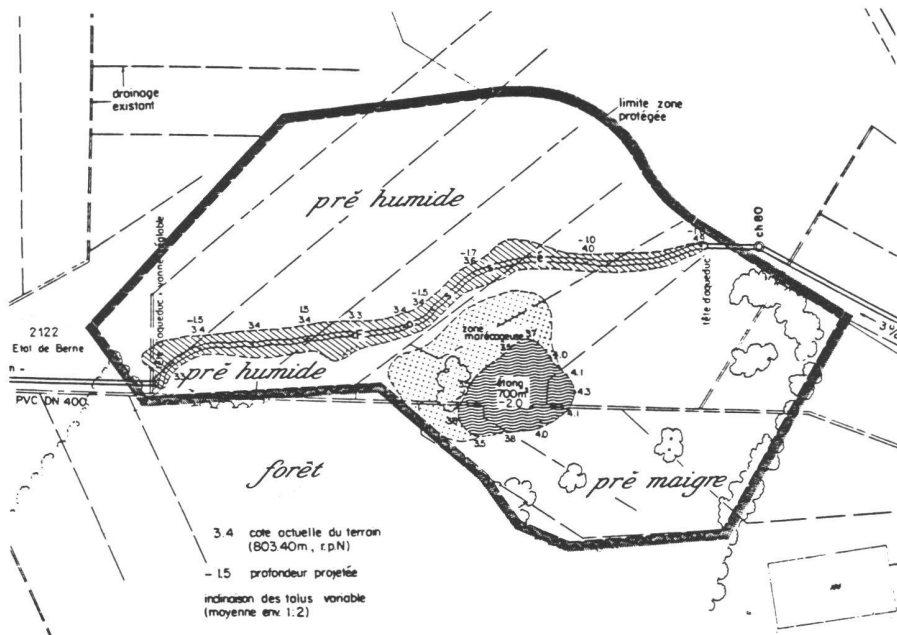 drainage
existant
limite zone
protégée
pré humide
ch 80
-1.0
4.0
-1.7
3.6
4.6
tête d'aqueduc
-1.5
3.4
3.4
1.5
3.4
3.3
3.4
-1.5
3.4
zone
marécageuse
3.7
4.0
4.1
étang
700m²
-2.0
4.3
4.1
3.5
3.8
4.0
2122
Etat de Berne
PVC DN 400
pré humide
- 3%
forêt
pré maigre
3.4 cote actuelle du terrain
(803.40m, r.p.N)
- 1.5 profondeur projetée
inclinaison des talus variable
(moyenne env. 1:2)